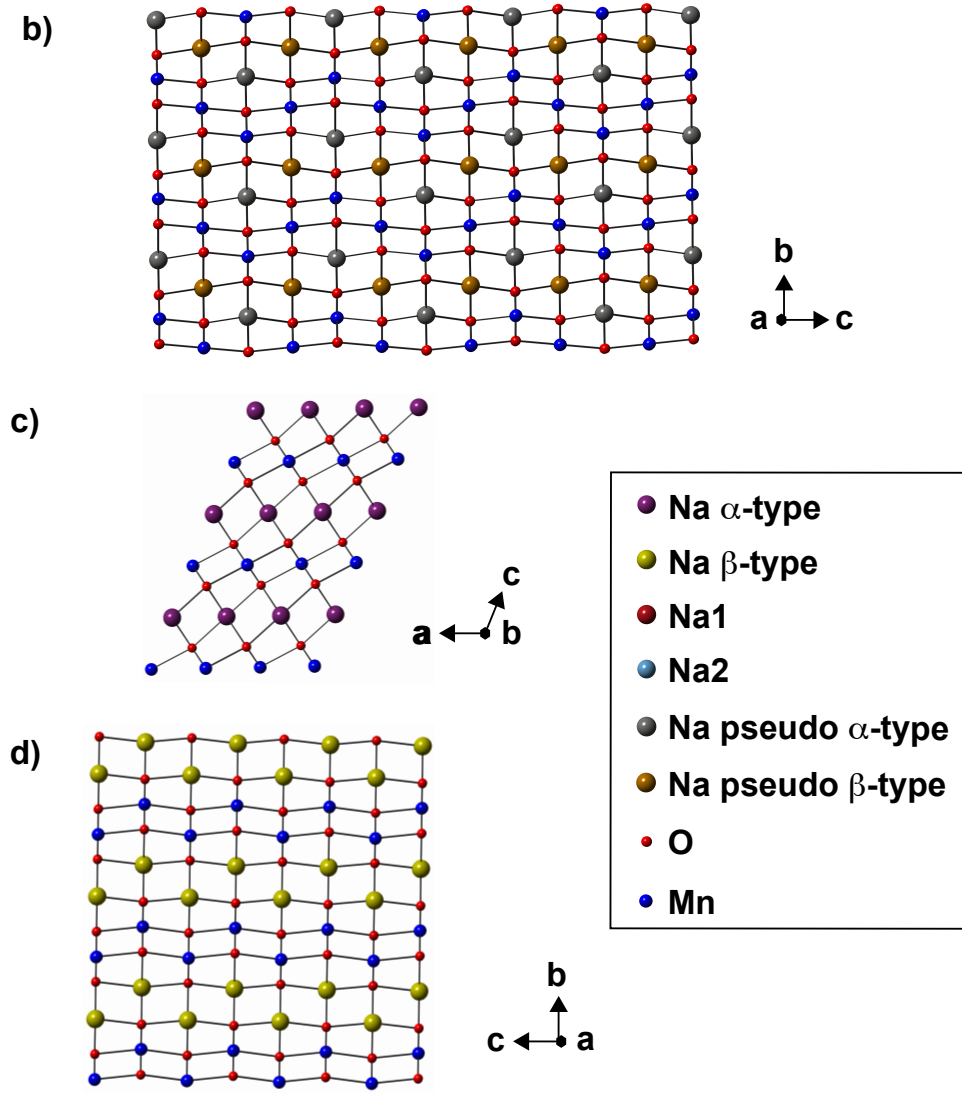 b)
b
a c
c)
c
a b
Na α-type
Na β-type
Na1
Na2
Na pseudo α-type
Na pseudo β-type
O
Mn
d)
b
c a